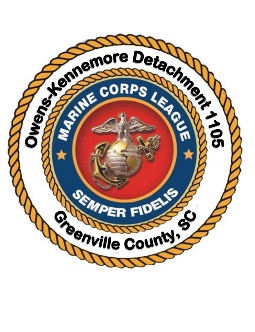 Owens-Kennemore Detachment 1105
MARINE CORPS LEAGUE
SEMPER FIDELIS
Greenville County, SC